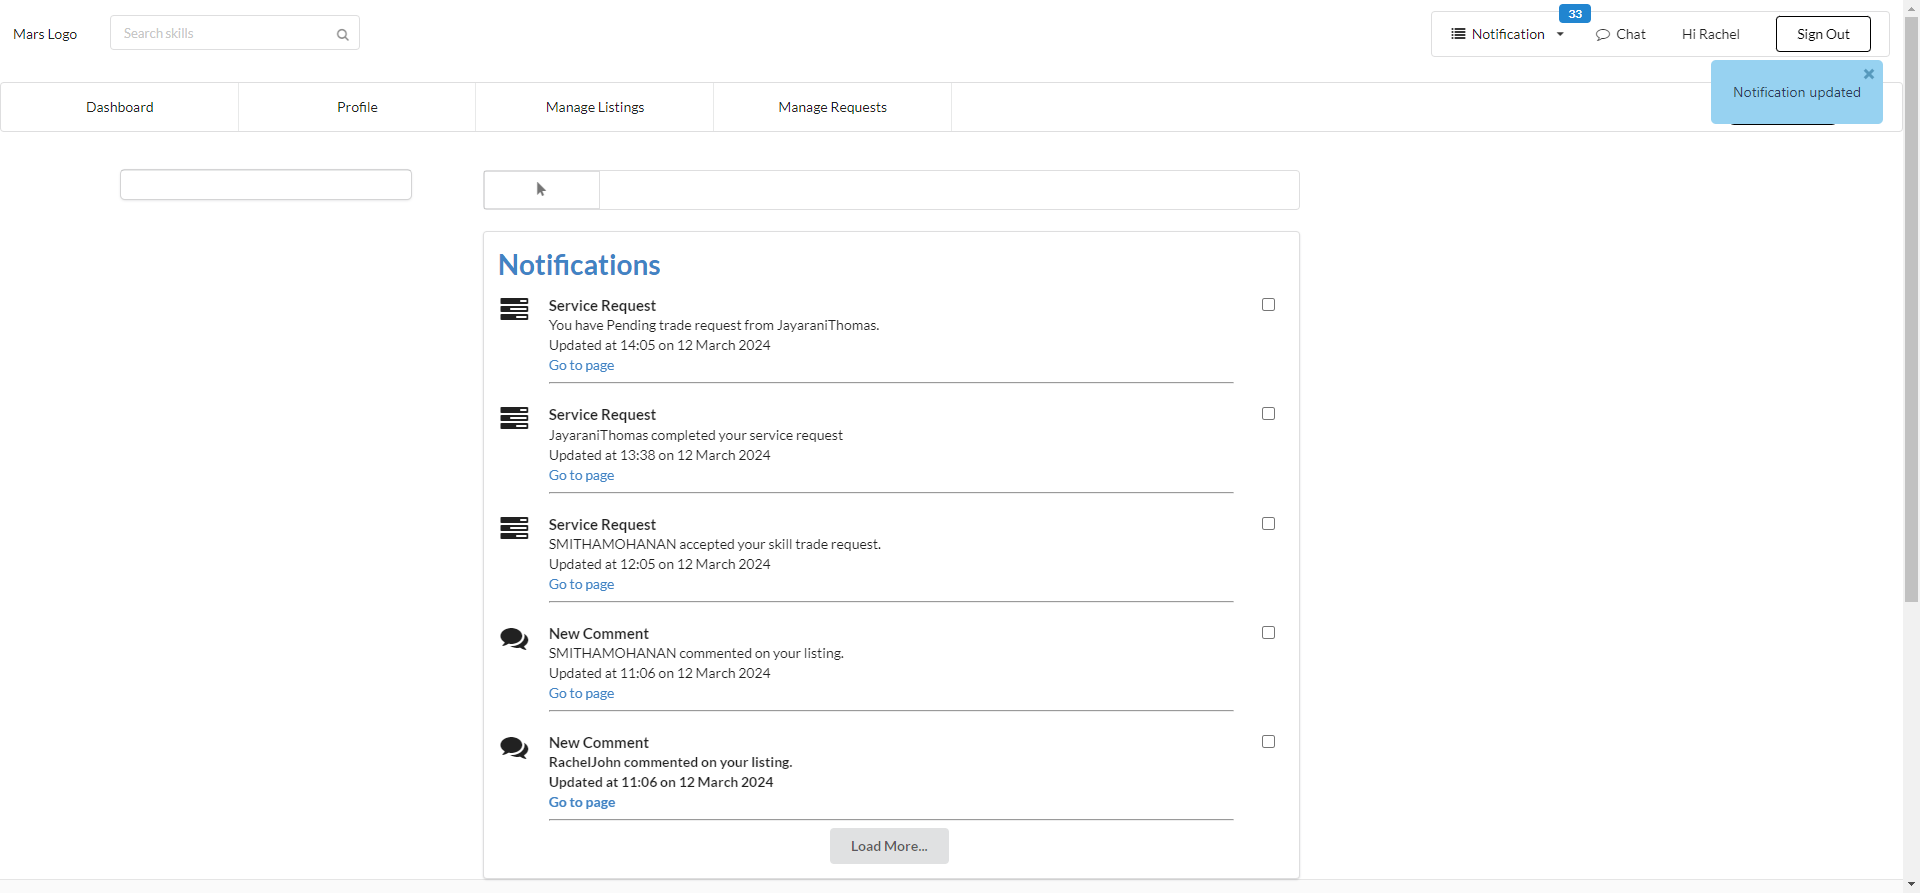 Mars Logo
Search skills
33
Notification
Chat
Hi Rachel
Sign Out
Notification updated
Dashboard
Profile
Manage Listings
Manage Requests
Notifications
Service Request
You have Pending trade request from JayaraniThomas.
Updated at 14:05 on 12 March 2024
Go to page
Service Request
JayaraniThomas completed your service request
Updated at 13:38 on 12 March 2024
Go to page
Service Request
SMITHAMOHANAN accepted your skill trade request.
Updated at 12:05 on 12 March 2024
Go to page
New Comment
SMITHAMOHANAN commented on your listing.
Updated at 11:06 on 12 March 2024
Go to page
New Comment
RachelJohn commented on your listing.
Updated at 11:06 on 12 March 2024
Go to page
Load More...